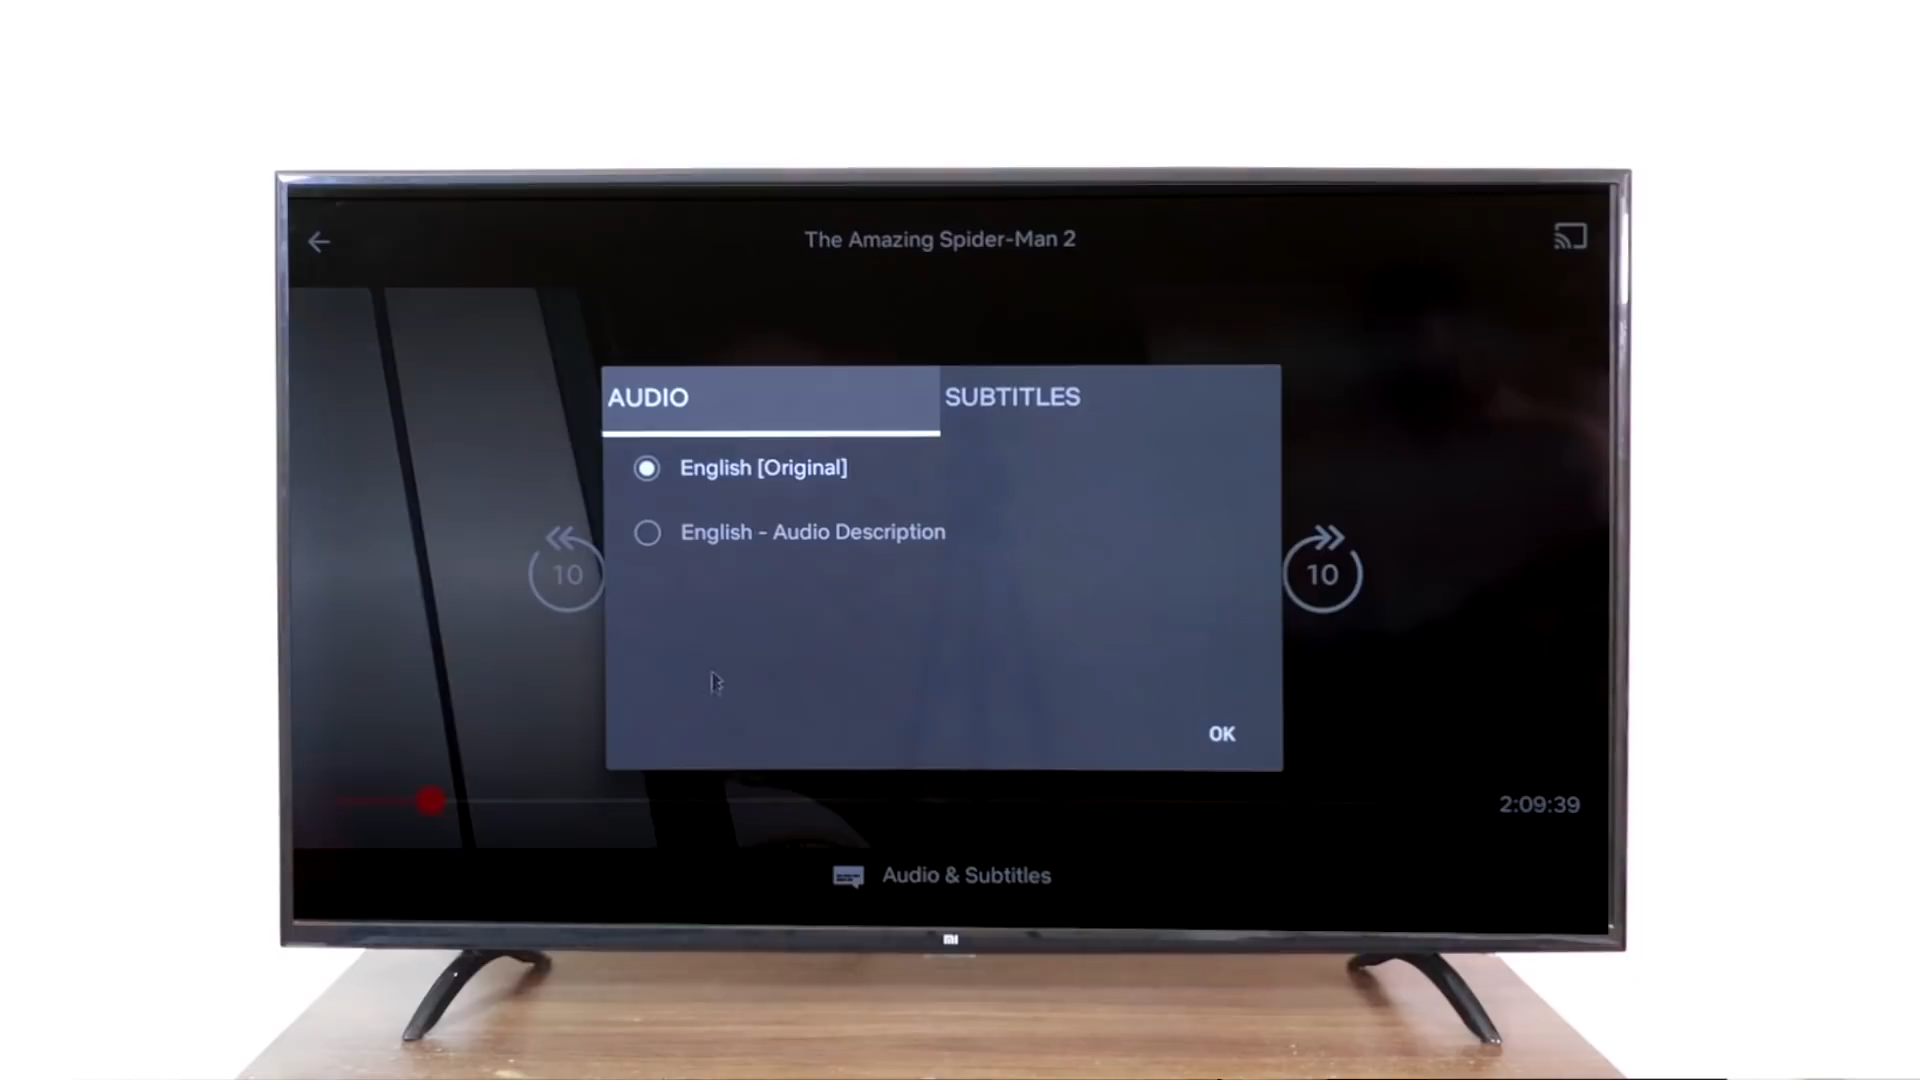 The Amazing Spider-Man 2
AUDIO
SUBTITLES
English [Original]
English - Audio Description
10
10
OK
2:09:39
Audio & Subtitles
MI